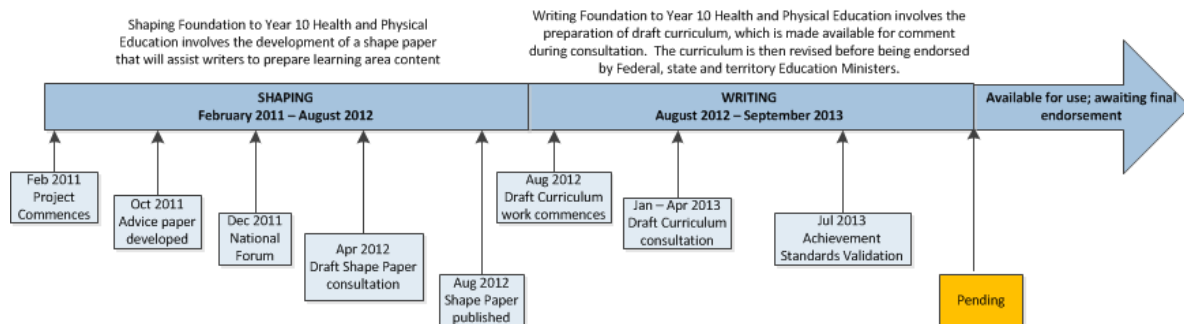 Shaping Foundation to Year 10 Health and Physical
Education involves the development of a shape paper
that will assist writers to prepare learning area content
Writing Foundation to Year 10 Health and Physical Education involves the
preparation of draft curriculum, which is made available for comment
during consultation. The curriculum is then revised before being endorsed
by Federal, state and territory Education Ministers.
SHAPING
February 2011 – August 2012
WRITING
August 2012 – September 2013
Available for use; awaiting final
endorsement
Feb 2011
Project
Commences
Oct 2011
Advice paper
developed
Dec 2011
National
Forum
Apr 2012
Draft Shape Paper
consultation
Aug 2012
Shape Paper
published
Aug 2012
Draft Curriculum
work commences
Jan – Apr 2013
Draft Curriculum
consultation
Jul 2013
Achievement
Standards Validation
Pending